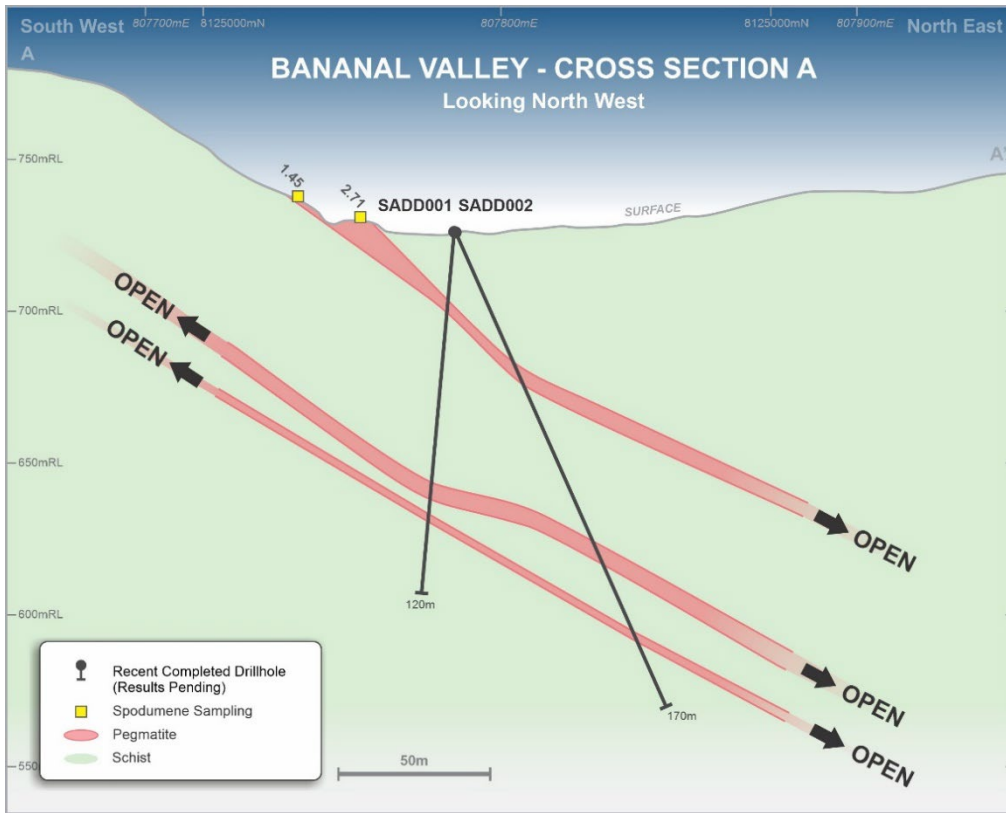 South West
807700mE
8125000mN
807800mE
8125000mN
807900mE
North East
A
BANANAL VALLEY - CROSS SECTION A
Looking North West
750mRL
A'
1.45
2.71
SADD001 SADD002
SURFACE
700mRL
OPEN
OPEN
650mRL
OPEN
600mRL
120m
Recent Completed Drillhole
(Results Pending)
Spodumene Sampling
Pegmatite
Schist
170m
OPEN
OPEN
50m